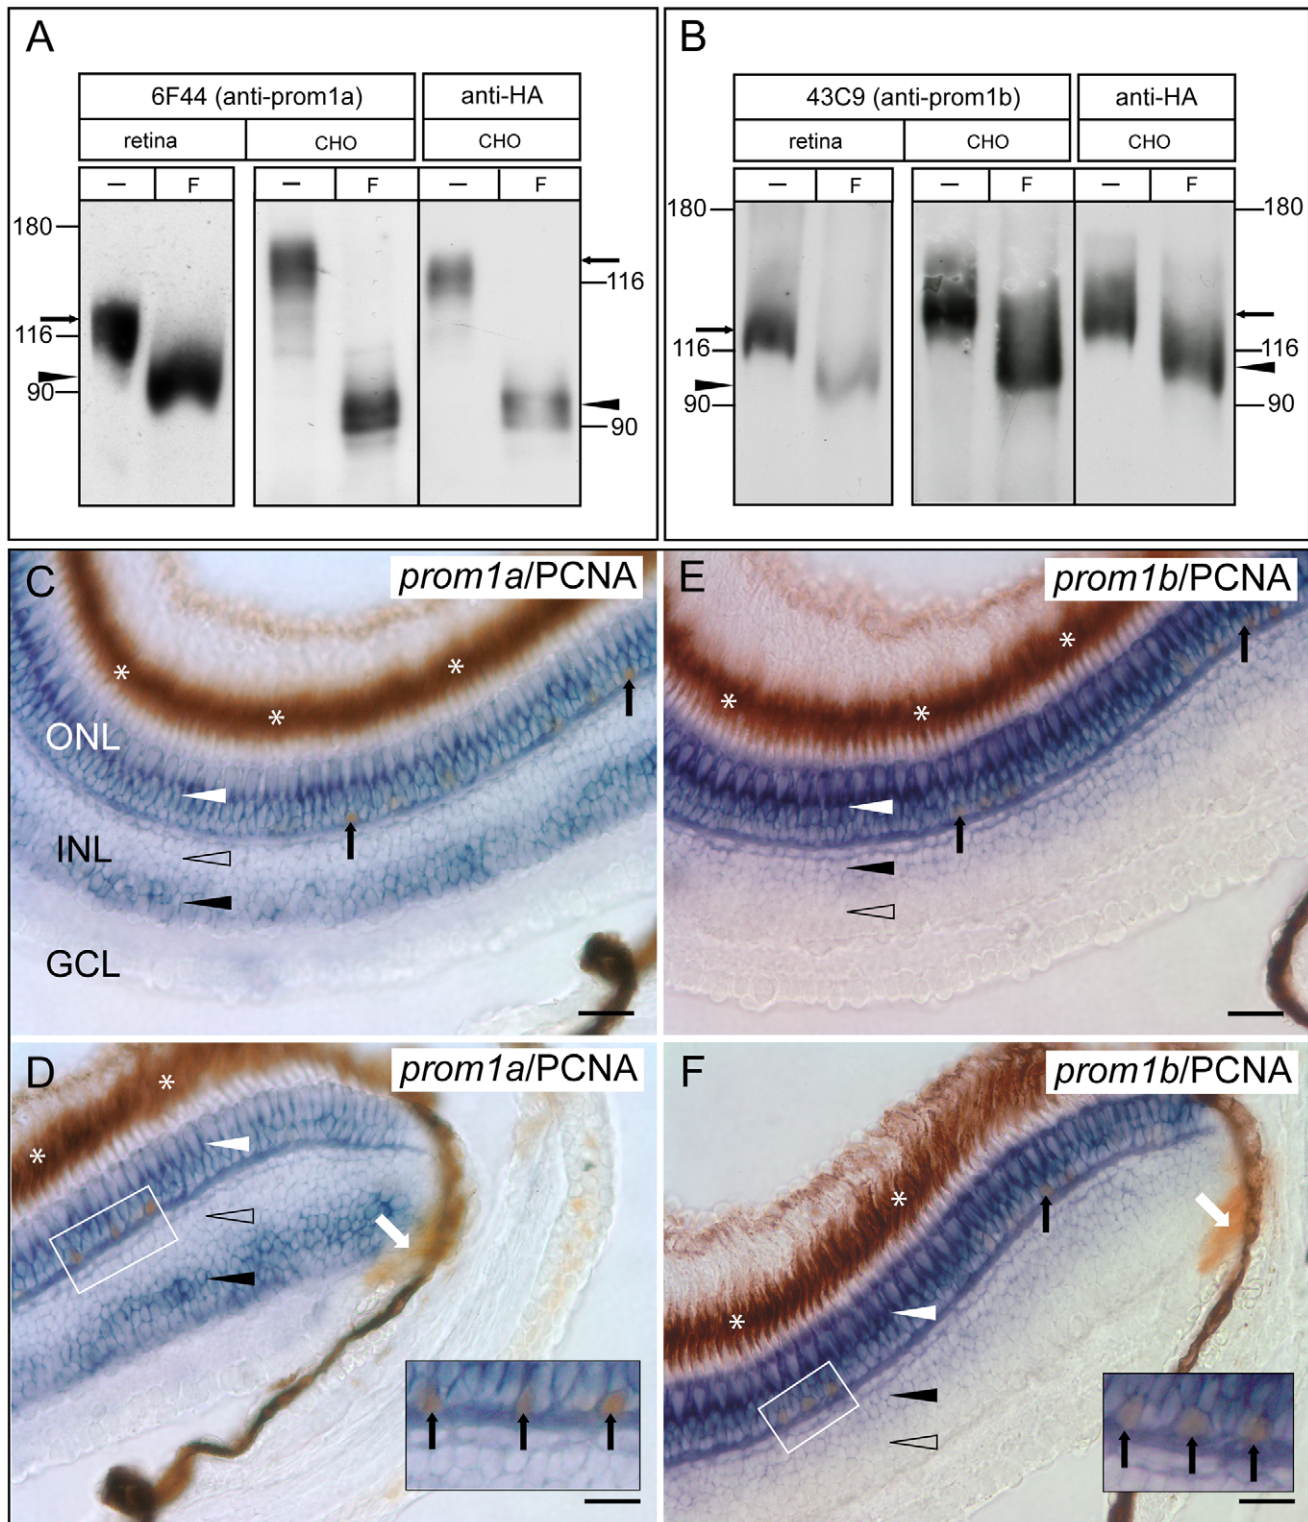 A
6F44 (anti-prom1a)
anti-HA
retina
CHO
CHO
–
F
–
F
–
F
180
116
90
116
90
B
43C9 (anti-prom1b)
anti-HA
retina
CHO
CHO
–
F
–
F
–
F
180
116
90
180
116
90
C
prom1a/PCNA
*
*
*
ONL
INL
GCL
E
prom1b/PCNA
*
*
*
D
prom1a/PCNA
*
*
F
prom1b/PCNA
*
*